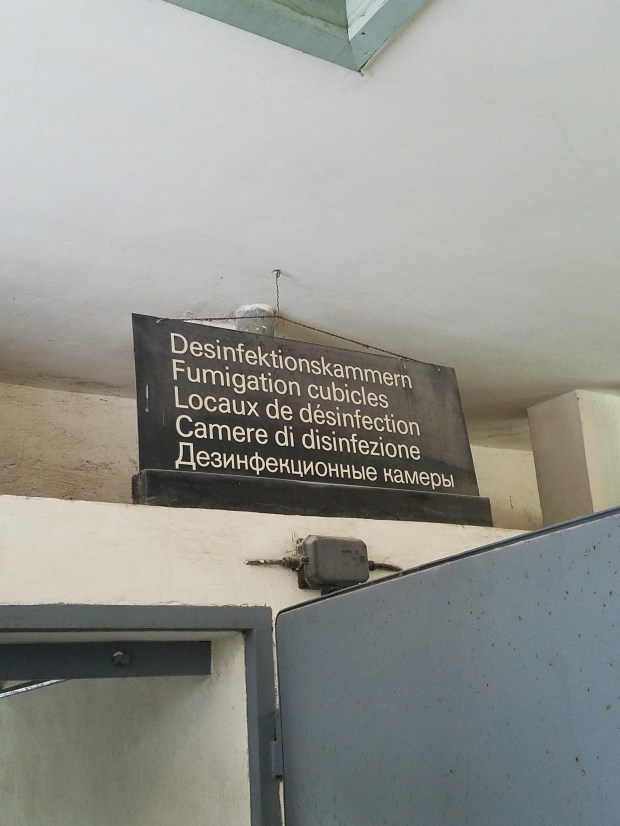 Desinfektionskammern
Fumigation cubicles
Locaux de désinfection
Camere di disinfezione
Дезинфекционные камеры